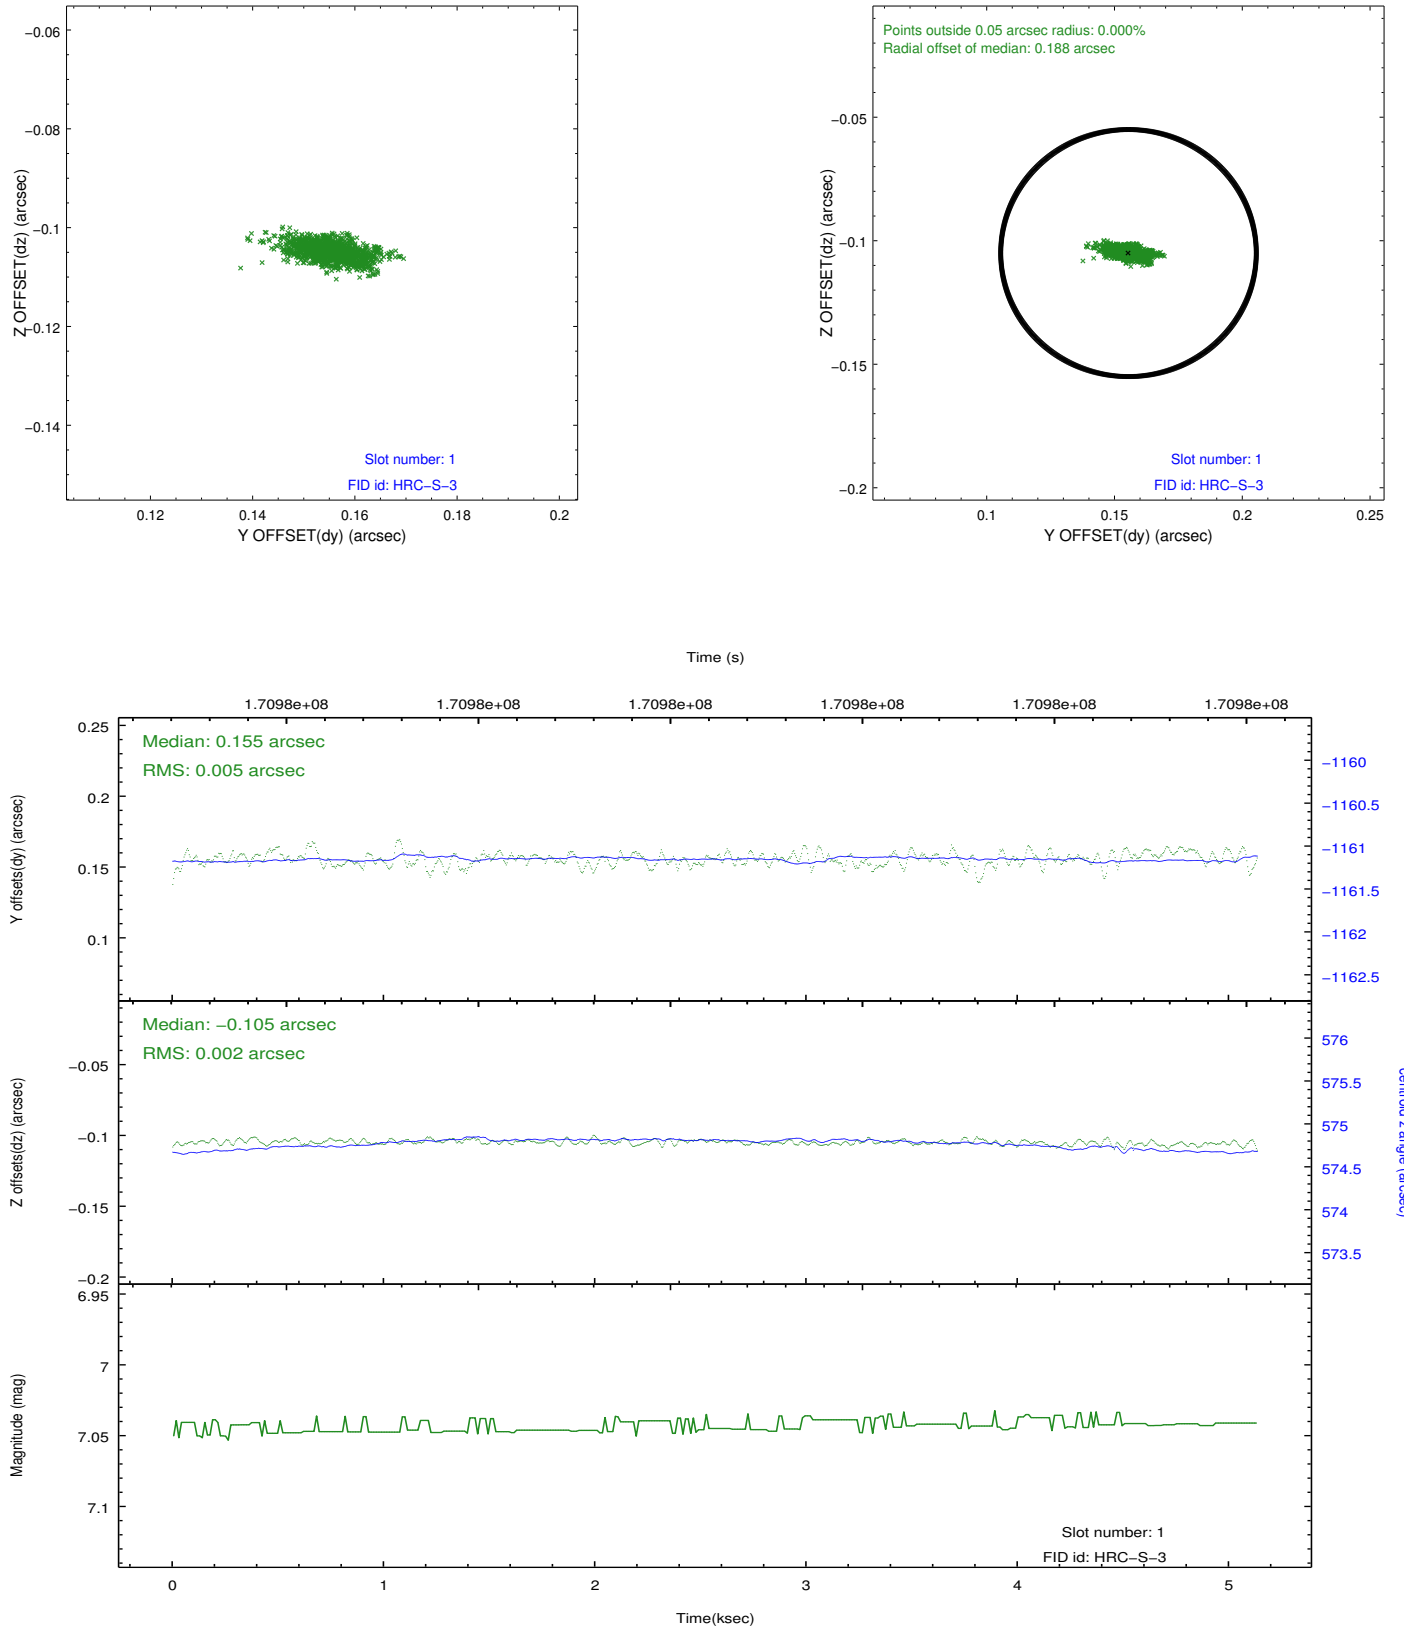 −0.06
−0.08
−0.1
−0.12
−0.14
Z OFFSET(dz) (arcsec)
Slot number: 1
FID id: HRC−S−3
0.12 0.14 0.16 0.18 0.2
Y OFFSET(dy) (arcsec)
Points outside 0.05 arcsec radius: 0.000%
Radial offset of median: 0.188 arcsec
−0.05
−0.1
−0.15
−0.2
Z OFFSET(dz) (arcsec)
Slot number: 1
FID id: HRC−S−3
0.1 0.15 0.2 0.25
Y OFFSET(dy) (arcsec)
Time (s)
1.7098e+08 1.7098e+08 1.7098e+08 1.7098e+08 1.7098e+08 1.7098e+08
Median: 0.155 arcsec
RMS: 0.005 arcsec
0.25
0.2
0.15
0.1
Y offsets(dy) (arcsec)
−1160
−1160.5
−1161
−1161.5
−1162
−1162.5
Median: −0.105 arcsec
RMS: 0.002 arcsec
−0.05
−0.1
−0.15
−0.2
Z offsets(dz) (arcsec)
576
575.5
575
574.5
574
573.5
centroid z angle (arcsec)
6.95
7
7.05
7.1
Magnitude (mag)
Slot number: 1
FID id: HRC−S−3
0 1 2 3 4 5
Time(ksec)